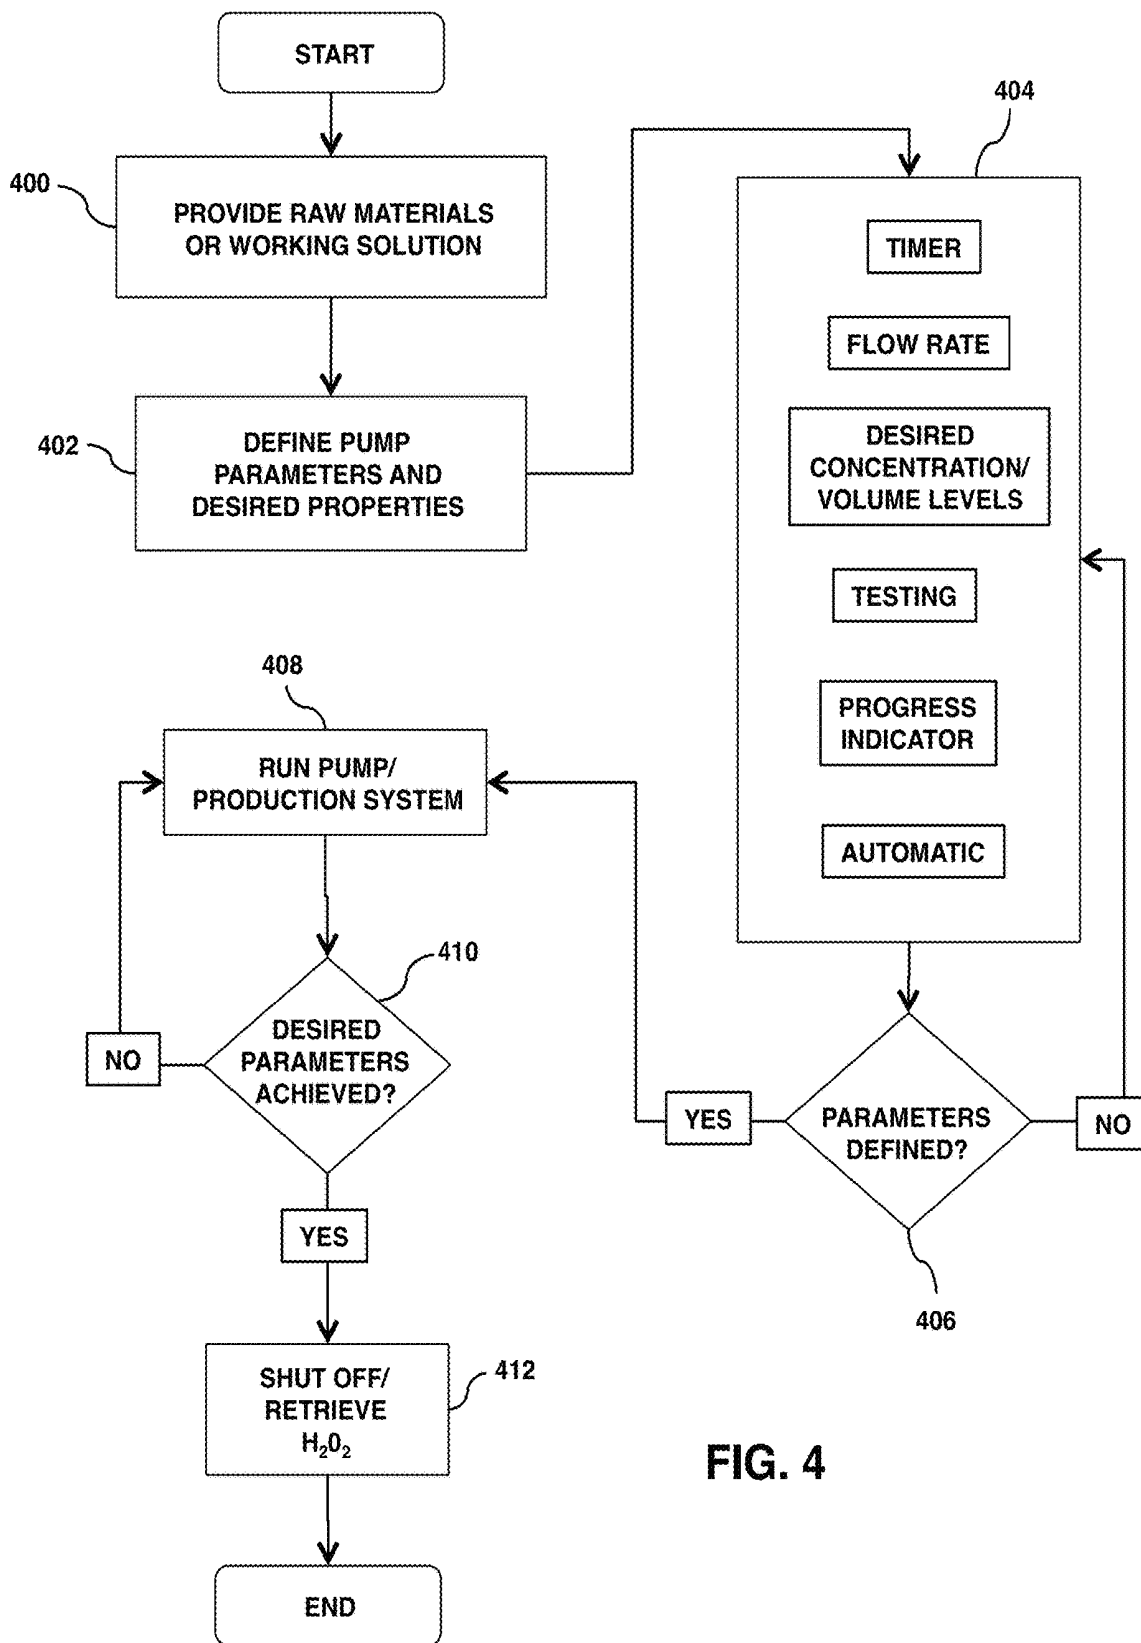 START
400
PROVIDE RAW MATERIALS
OR WORKING SOLUTION
402
DEFINE PUMP
PARAMETERS AND
DESIRED PROPERTIES
404
TIMER
FLOW RATE
DESIRED
CONCENTRATION/
VOLUME LEVELS
TESTING
PROGRESS
INDICATOR
AUTOMATIC
PARAMETERS
DEFINED?
406
NO
YES
408
RUN PUMP/
PRODUCTION SYSTEM
410
DESIRED
PARAMETERS
ACHIEVED?
NO
YES
412
SHUT OFF/
RETRIEVE
H₂0₂
END
FIG. 4